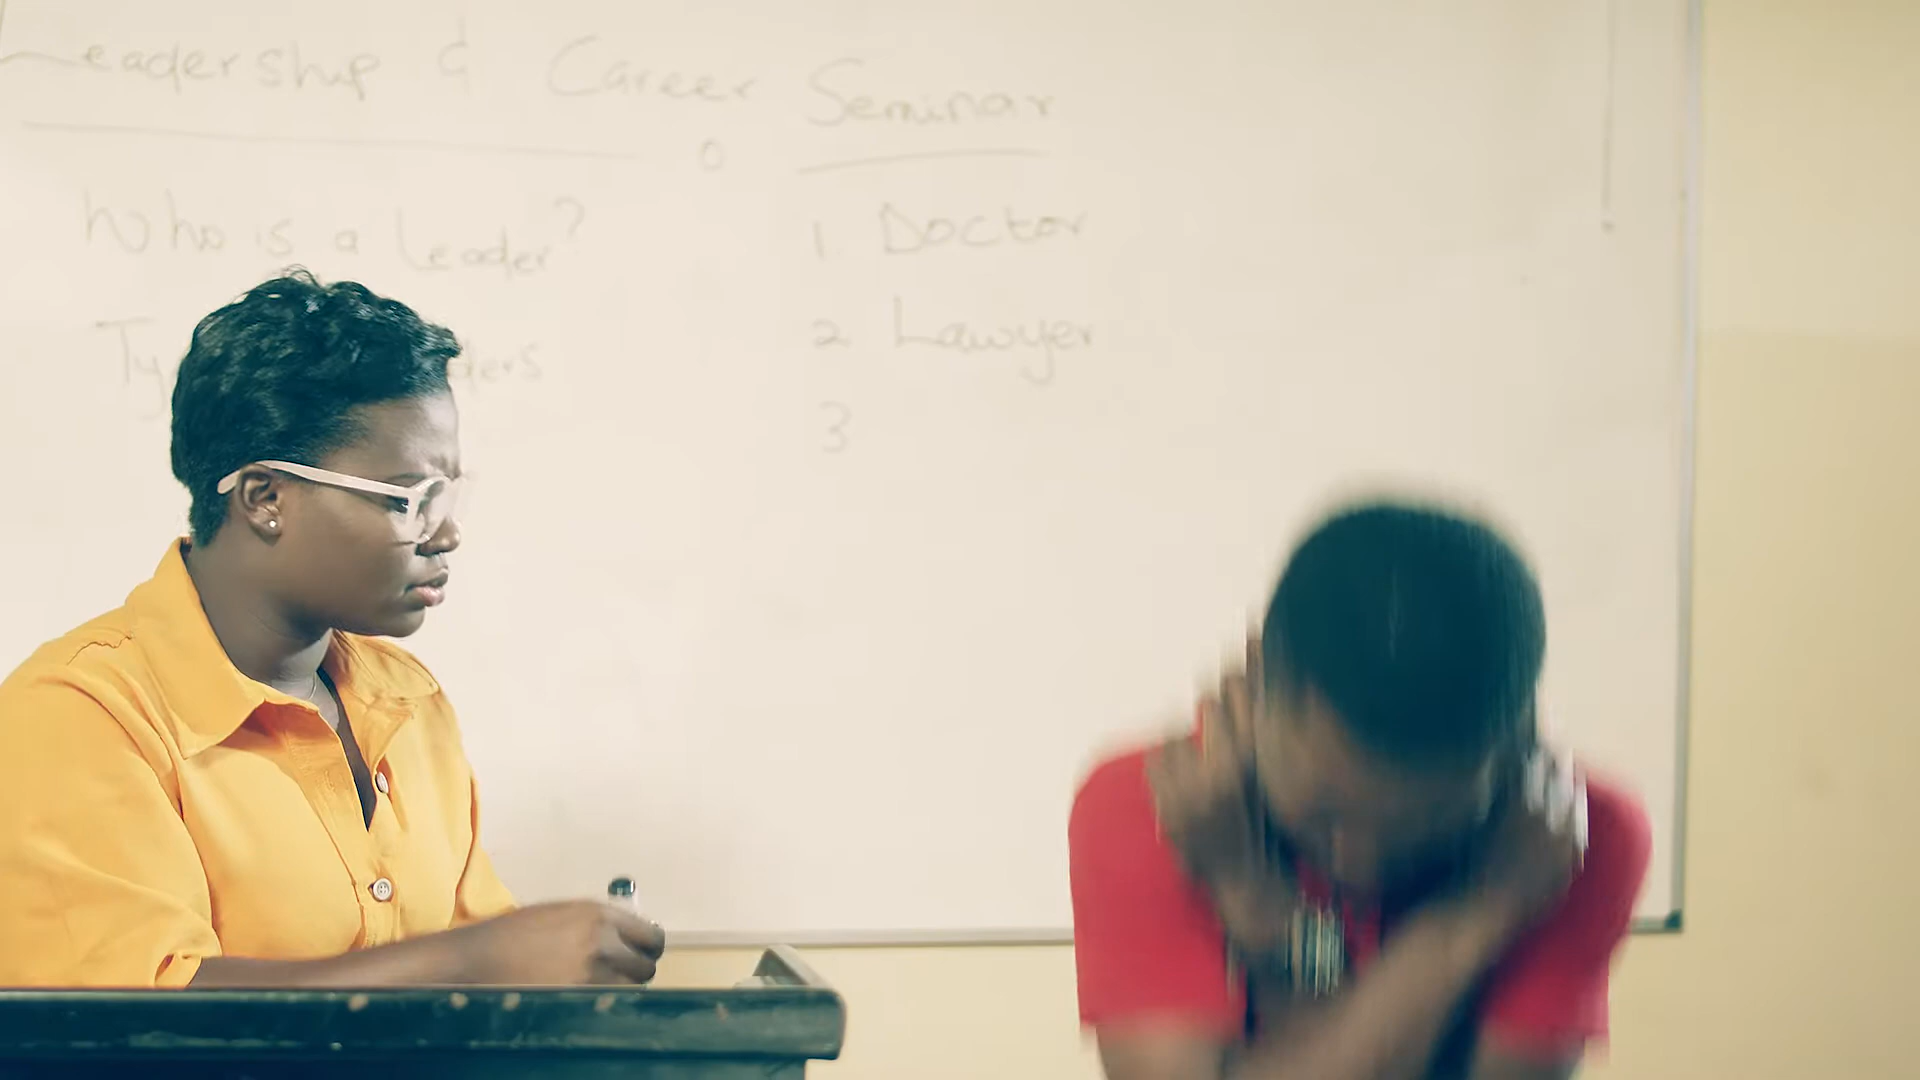 Leadership & Career Seminar
Who is a Leader?
1. Doctor
2 Lawyer
3